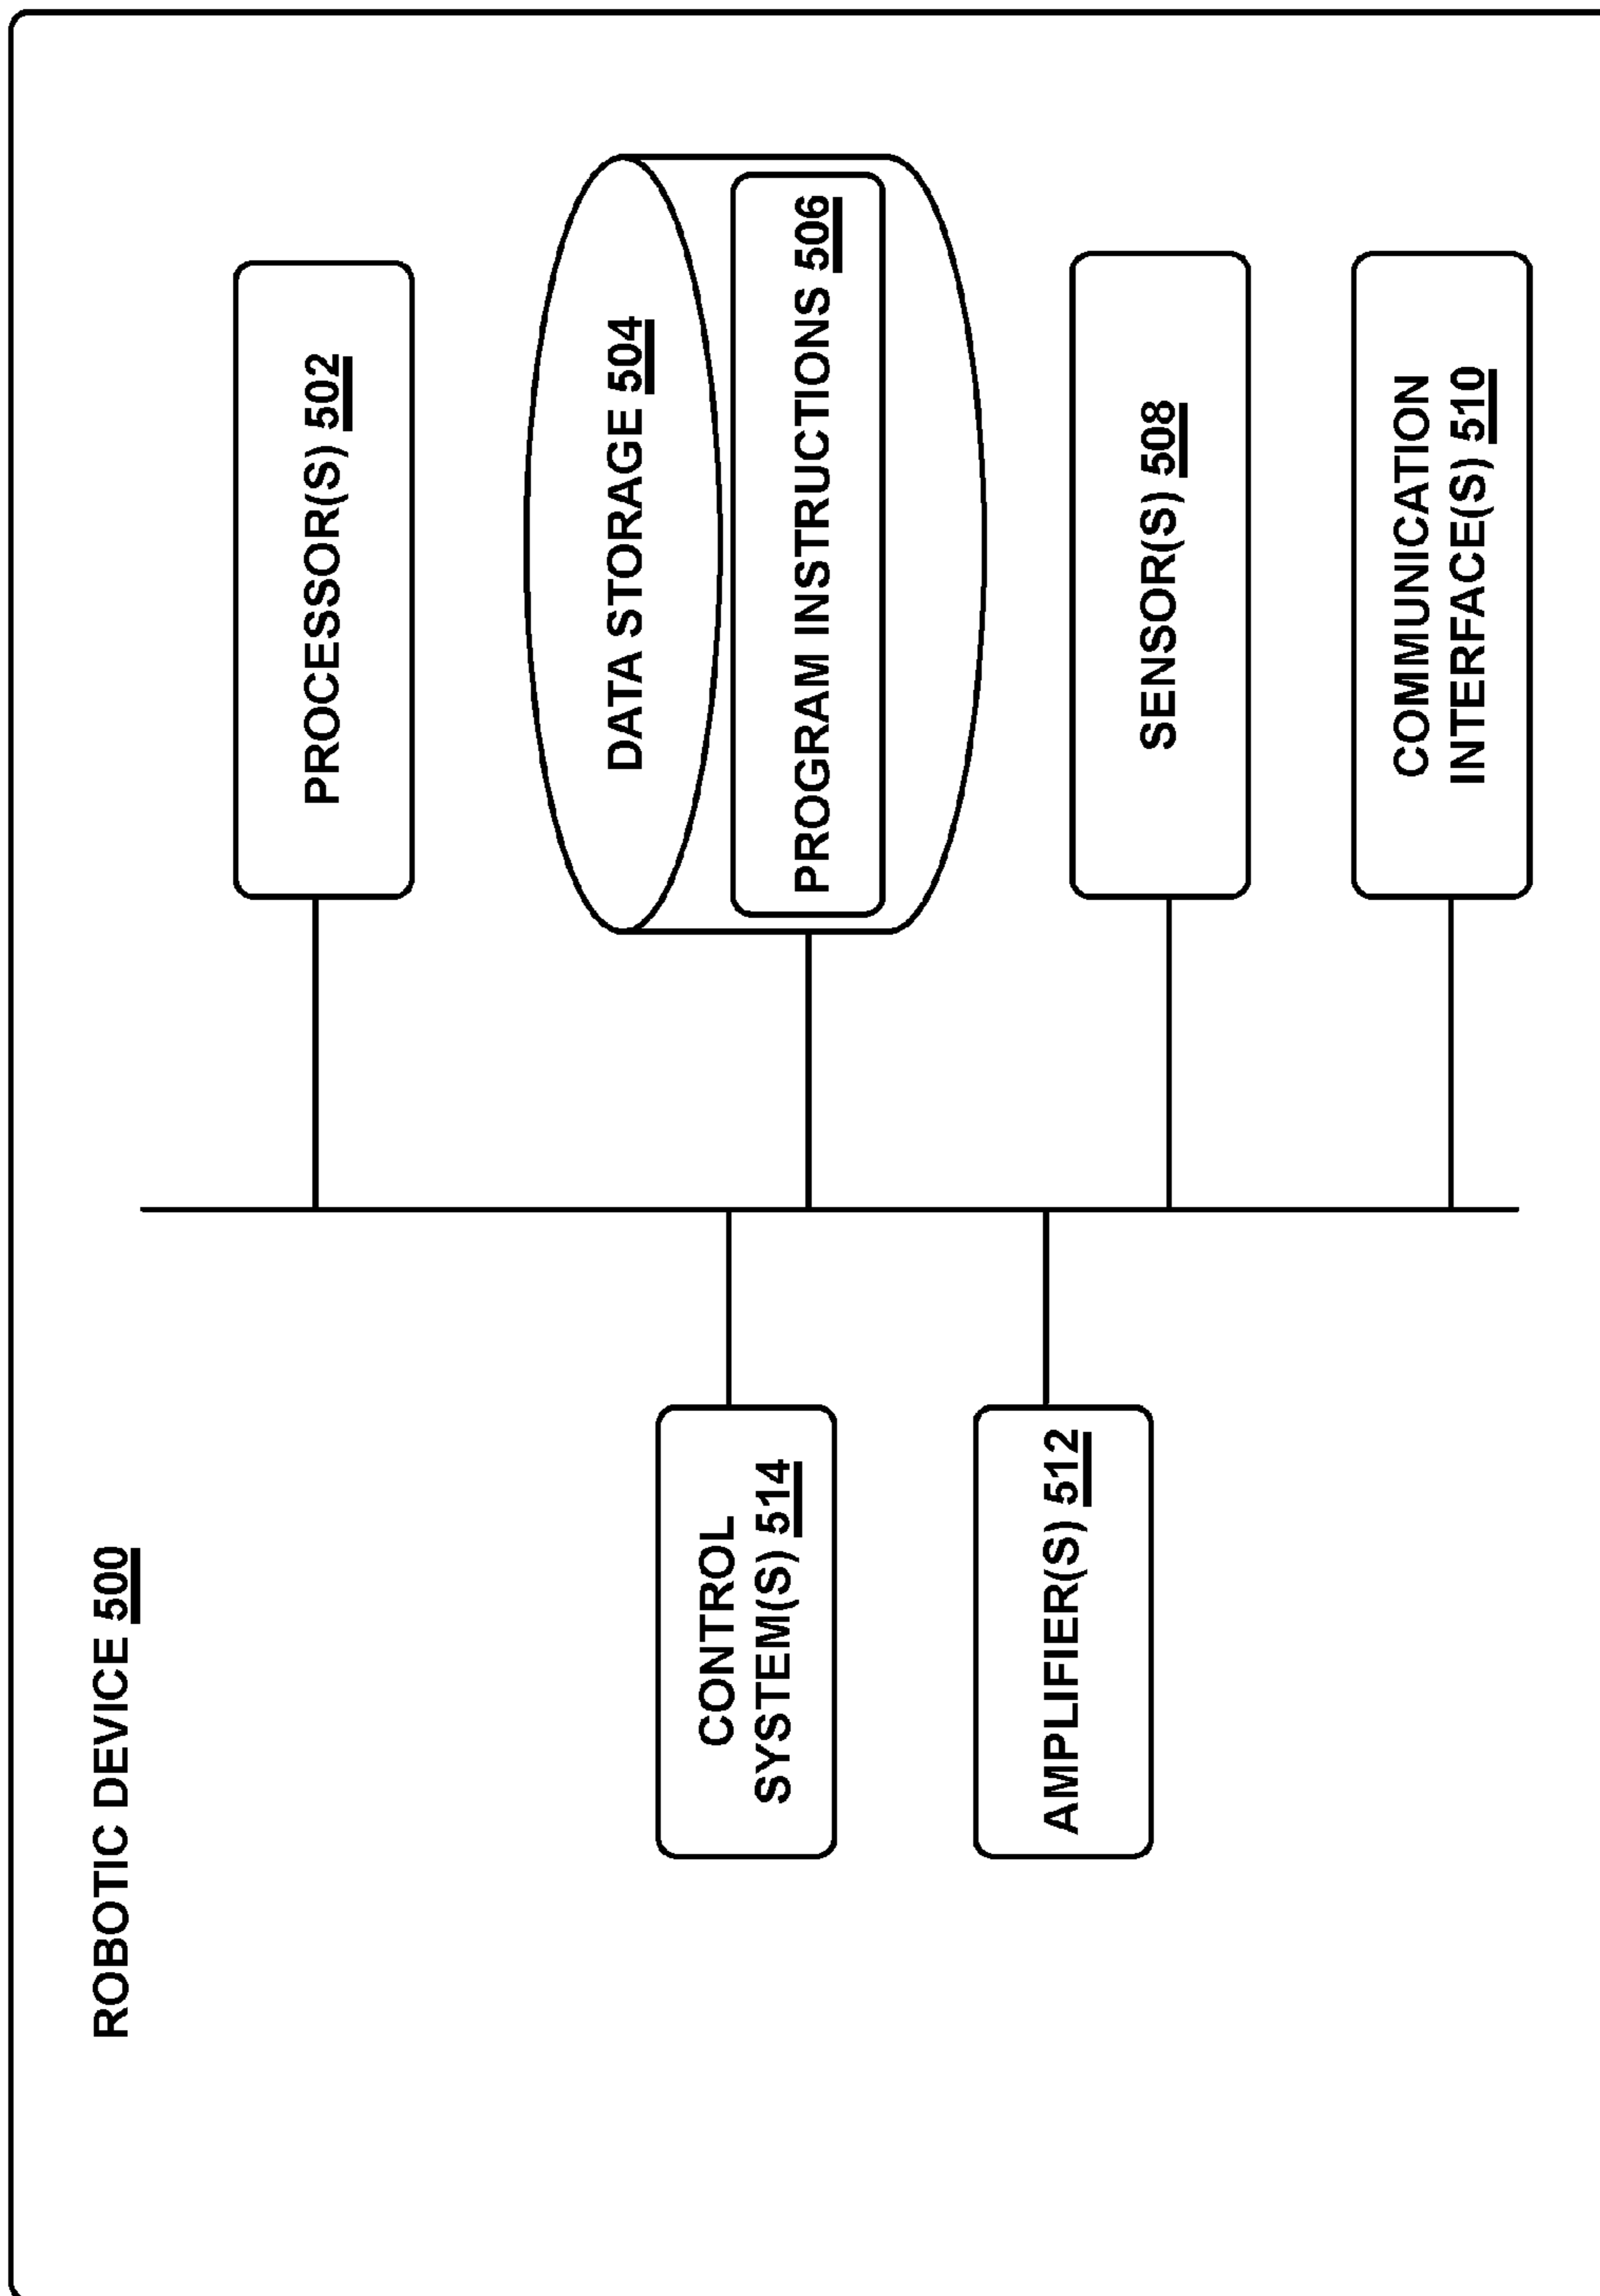 ROBOTIC DEVICE 500
PROCESSOR(S) 502
DATA STORAGE 504
PROGRAM INSTRUCTIONS 506
CONTROL
SYSTEM(S) 514
AMPLIFIER(S) 512
SENSOR(S) 508
COMMUNICATION
INTERFACE(S) 510